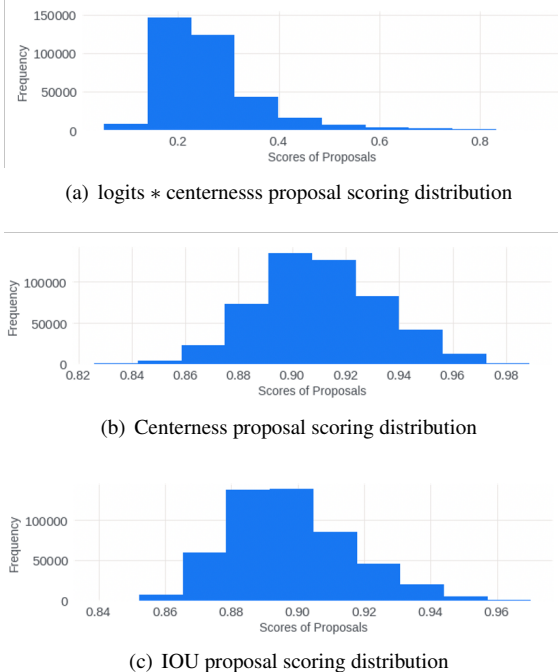 150000
100000
50000
0
Frequency
0.2 0.4 0.6 0.8
Scores of Proposals
(a) logits * centernesss proposal scoring distribution
100000
50000
0
Frequency
0.82 0.84 0.86 0.88 0.90 0.92 0.94 0.96 0.98
Scores of Proposals
(b) Centerness proposal scoring distribution
100000
50000
0
Frequency
0.84 0.86 0.88 0.90 0.92 0.94 0.96
Scores of Proposals
(c) IOU proposal scoring distribution